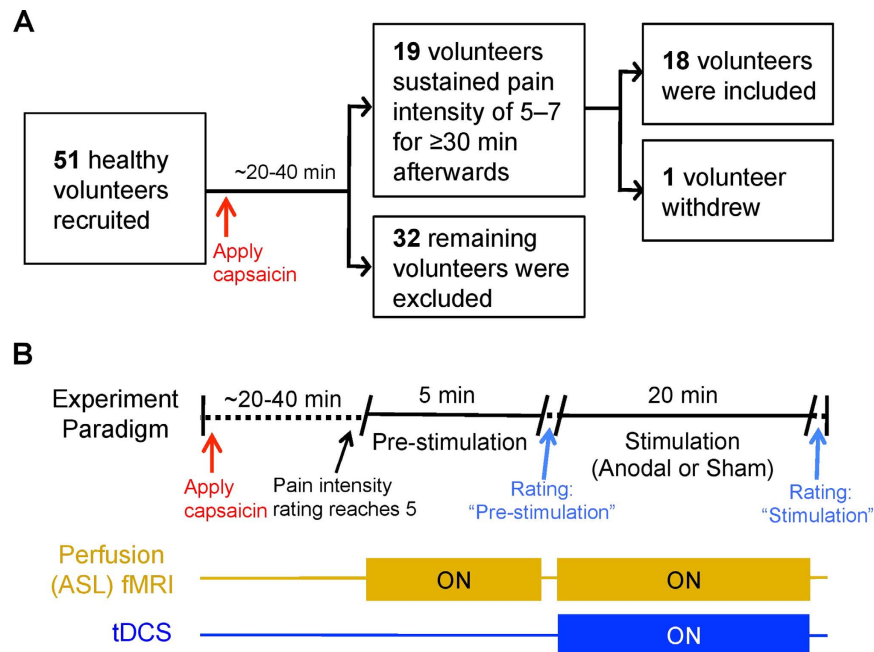 A
51 healthy
volunteers
recruited
~20-40 min
Apply
capsaicin
19 volunteers
sustained pain
intensity of 5–7
for ≥30 min
afterwards
32 remaining
volunteers were
excluded
18 volunteers
were included
1 volunteer
withdrew
B
Experiment
Paradigm
~20-40 min
5 min
20 min
Pre-stimulation
Stimulation
(Anodal or Sham)
Apply
capsaicin
Pain intensity
rating reaches 5
Rating:
“Pre-stimulation”
Rating:
“Stimulation”
Perfusion
(ASL) fMRI
ON
ON
tDCS
ON